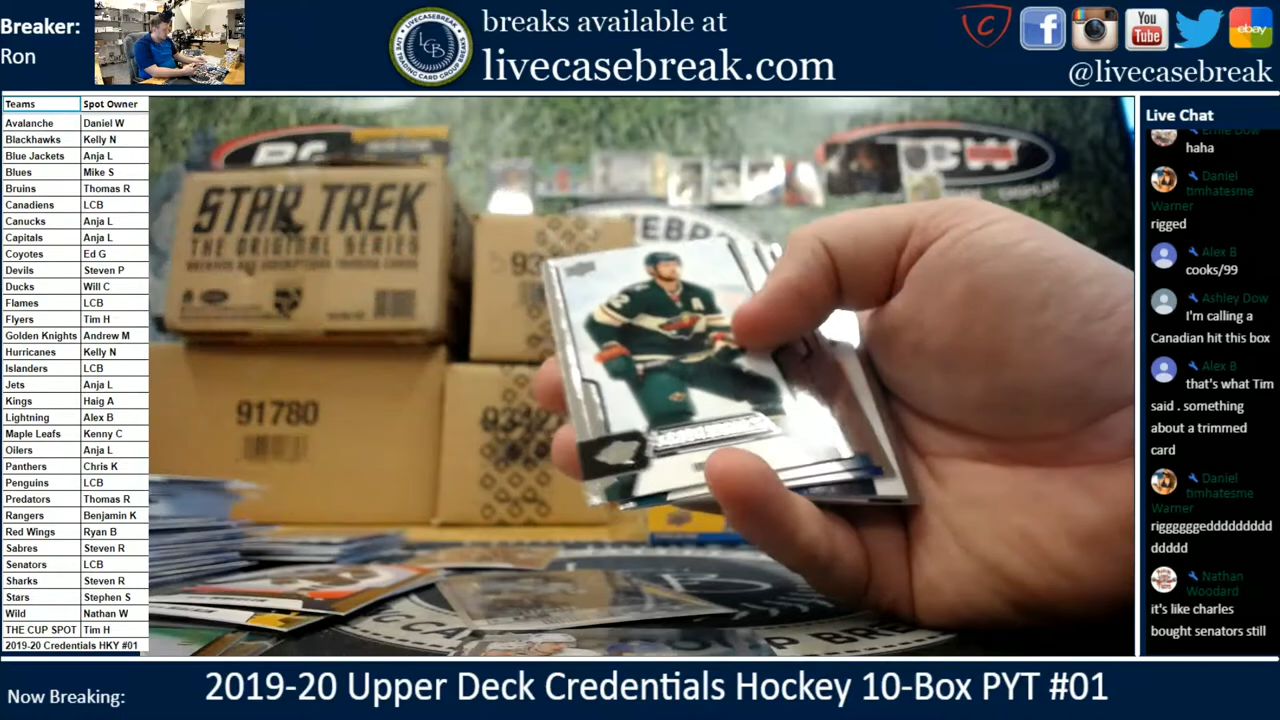 Breaker:
Ron
LCB
breaks available at
livecasebreak.com
You
Tube
ebay
@livecasebreak
Teams Spot Owner
Avalanche Daniel W
Blackhawks Kelly N
Blue Jackets Anja L
Blues Mike S
Bruins Thomas R
Canadiens LCB
Canucks Anja L
Capitals Anja L
Coyotes Ed G
Devils Steven P
Ducks Will C
Flames LCB
Flyers Tim H
Golden Knights Andrew M
Hurricanes Kelly N
Islanders LCB
Jets Anja L
Kings Haig A
Lightning Alex B
Maple Leafs Kenny C
Oilers Anja L
Panthers Chris K
Penguins LCB
Predators Thomas R
Rangers Benjamin K
Red Wings Ryan B
Sabres Steven R
Senators LCB
Sharks Steven R
Stars Stephen S
Wild Nathan W
THE CUP SPOT Tim H
2019-20 Credentials HKY #01
STAR TREK
THE ORIGINAL SERIES
91780
Live Chat
Ernie Dow
haha
Daniel
timhatesme
Warner
rigged
Alex B
cooks/99
Ashley Dow
I'm calling a
Canadian hit this box
Alex B
that's what Tim
said . something
about a trimmed
card
Daniel
timhatesme
Warner
riggggggeddddddddd
ddddd
Nathan
Woodard
it's like charles
bought senators still
Now Breaking:
2019-20 Upper Deck Credentials Hockey 10-Box PYT #01